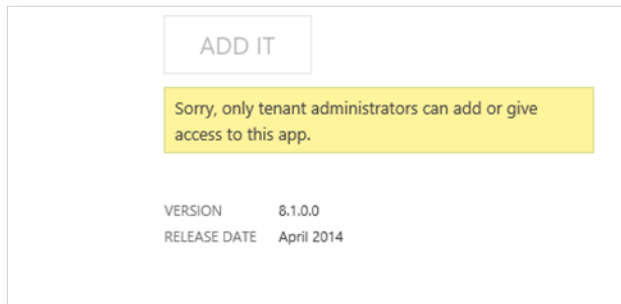 ADD IT
Sorry, only tenant administrators can add or give
access to this app.
VERSION 8.1.0.0
RELEASE DATE April 2014